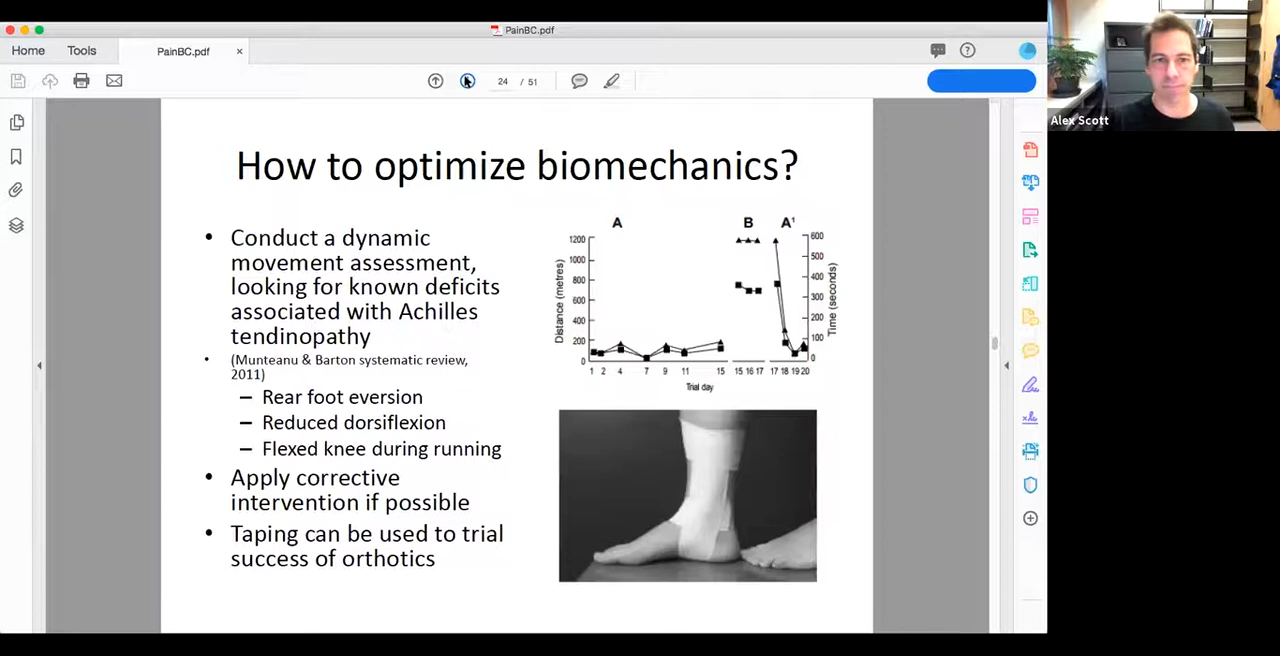 PainBC.pdf
Home
Tools
PainBC.pdf ×
24 / 51
Alex Scott
How to optimize biomechanics?
• Conduct a dynamic
movement assessment,
looking for known deficits
associated with Achilles
tendinopathy
• (Munteanu & Barton systematic review,
2011)
– Rear foot eversion
– Reduced dorsiflexion
– Flexed knee during running
• Apply corrective
intervention if possible
• Taping can be used to trial
success of orthotics
A B A¹
Distance (metres)
1200
1000
800
600
400
200
0
600
500
400
300
200
100
0
Time (seconds)
1 2 4 7 9 11 15 15 16 17 17 18 19 20
Trial day